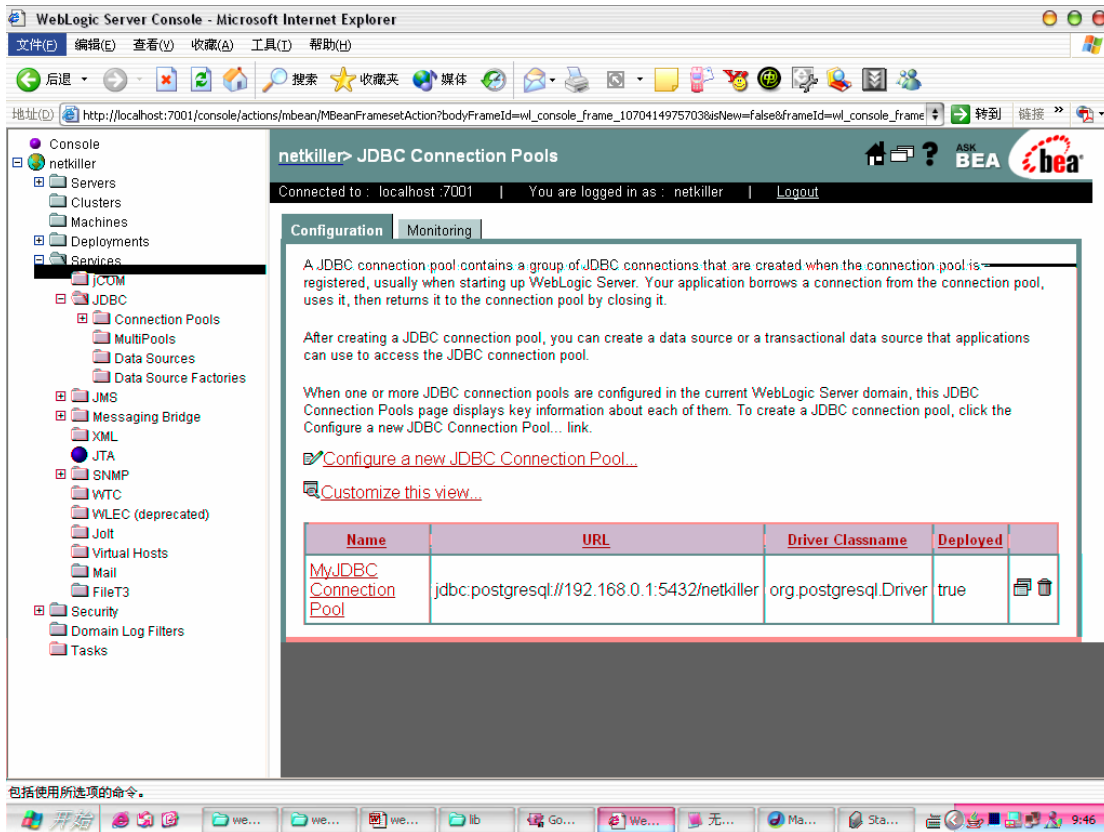 WebLogic Server Console - Microsoft Internet Explorer
文件(F) 编辑(E) 查看(V) 收藏(A) 工具(T) 帮助(H)
后退 搜索 收藏夹 媒体
地址(D) http://localhost:7001/console/actions/mbean/MBeanFramesetAction?bodyFrameId=wl_console_frame_1070414975703&isNew=false&frameId=wl_console_frame 转到 链接 »
Console
netkiller
Servers
Clusters
Machines
Deployments
Services
jCOM
JDBC
Connection Pools
MultiPools
Data Sources
Data Source Factories
JMS
Messaging Bridge
XML
JTA
SNMP
WTC
WLEC (deprecated)
Jolt
Virtual Hosts
Mail
FileT3
Security
Domain Log Filters
Tasks
netkiller> JDBC Connection Pools
? ASK BEA bea
Connected to : localhost :7001 | You are logged in as : netkiller | Logout
Configuration Monitoring
A JDBC connection pool contains a group of JDBC connections that are created when the connection pool is
registered, usually when starting up WebLogic Server. Your application borrows a connection from the connection pool,
uses it, then returns it to the connection pool by closing it.
After creating a JDBC connection pool, you can create a data source or a transactional data source that applications
can use to access the JDBC connection pool.
When one or more JDBC connection pools are configured in the current WebLogic Server domain, this JDBC
Connection Pools page displays key information about each of them. To create a JDBC connection pool, click the
Configure a new JDBC Connection Pool... link.
Configure a new JDBC Connection Pool...
Customize this view...
Name URL Driver Classname Deployed
MyJDBC Connection Pool jdbc:postgresql://192.168.0.1:5432/netkiller org.postgresql.Driver true
包括使用所选项的命令。
开始 we... we... we... lib Go... We... 无... Ma... Sta... 9:46